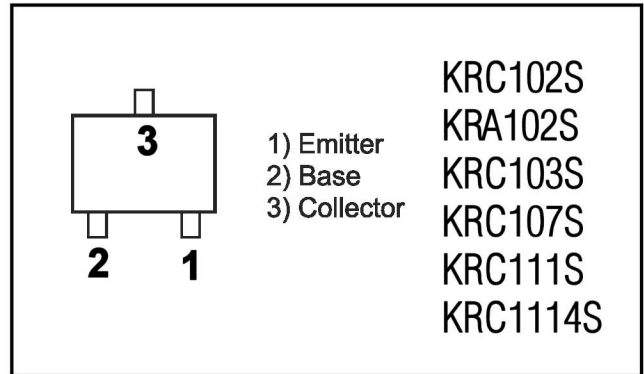 3
2
1
1) Emitter
2) Base
3) Collector
KRC102S
KRA102S
KRC103S
KRC107S
KRC111S
KRC1114S